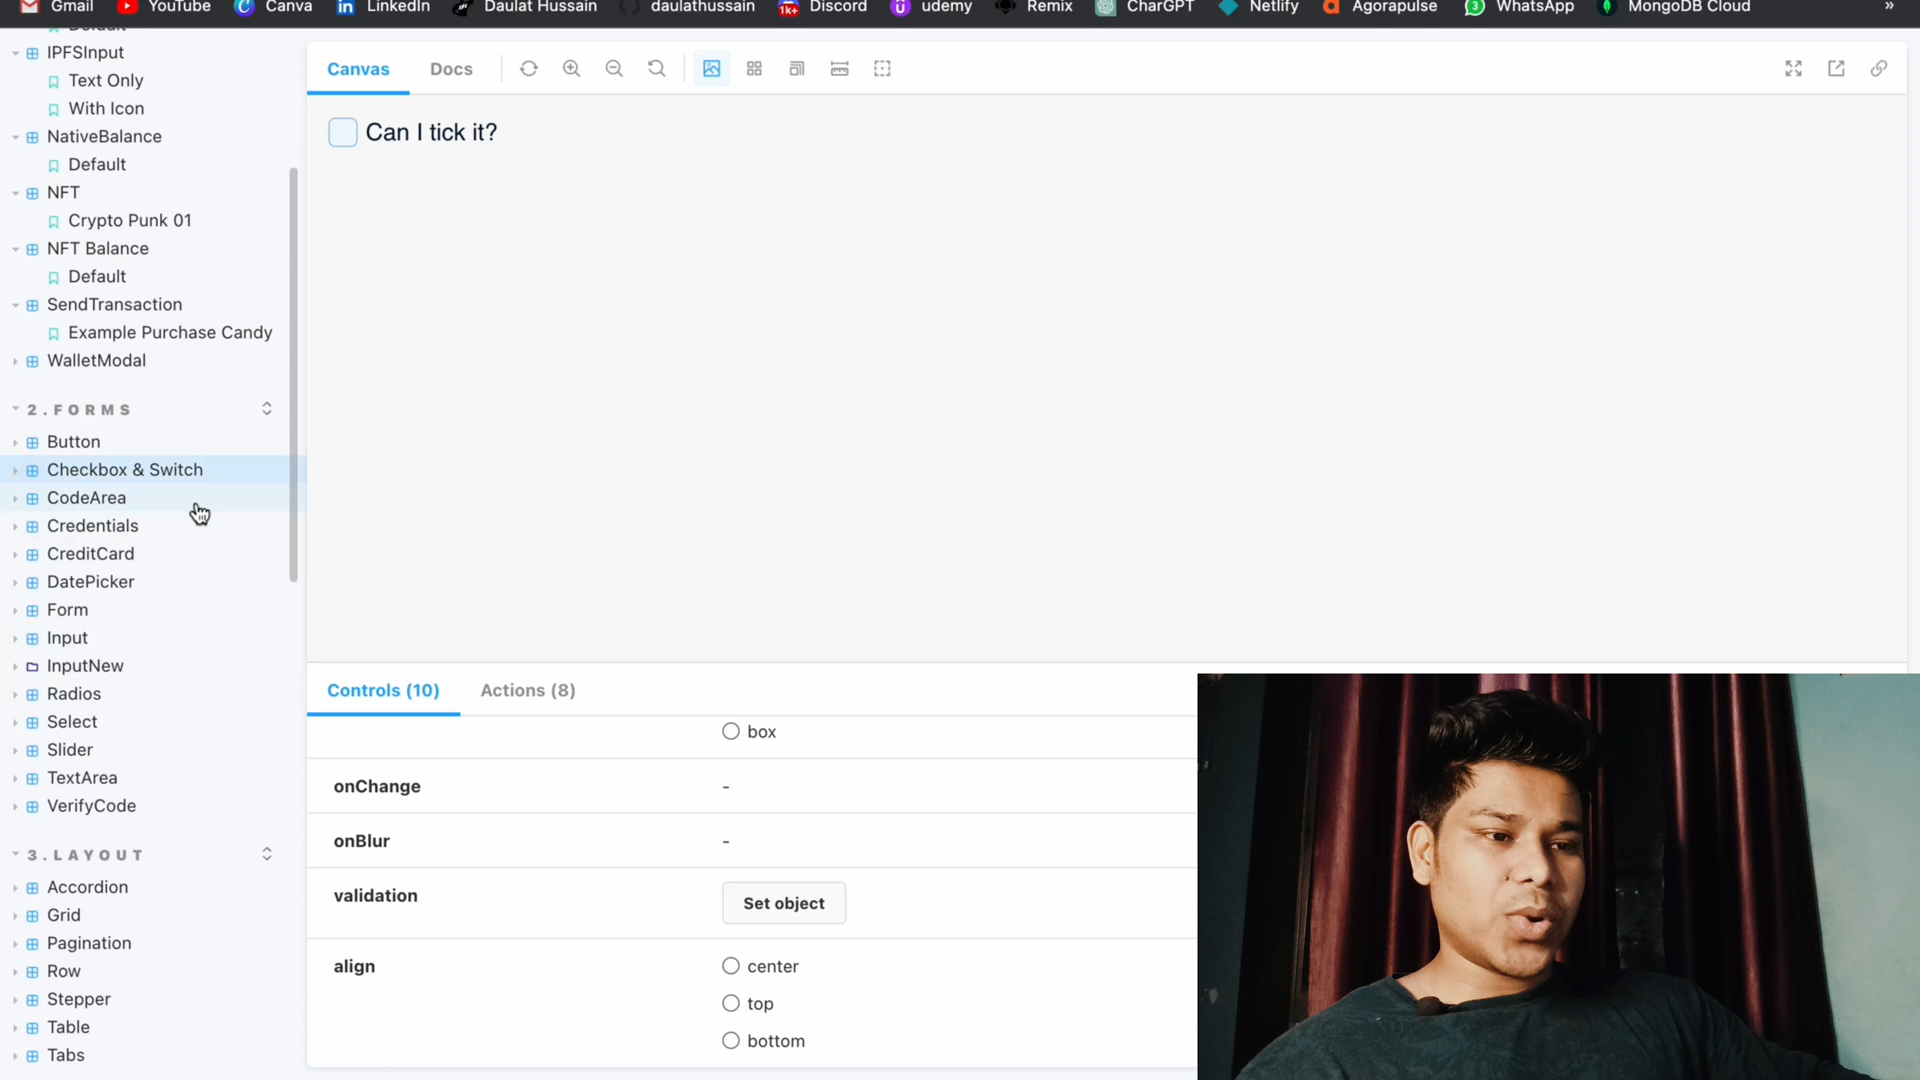 Gmail YouTube Canva LinkedIn Daulat Hussain daulathussain Discord udemy Remix CharGPT Netlify Agorapulse WhatsApp MongoDB Cloud »
Default
IPFSInput
Text Only
With Icon
NativeBalance
Default
NFT
Crypto Punk 01
NFT Balance
Default
SendTransaction
Example Purchase Candy
WalletModal
2.FORMS
Button
Checkbox & Switch
CodeArea
Credentials
CreditCard
DatePicker
Form
Input
InputNew
Radios
Select
Slider
TextArea
VerifyCode
3.LAYOUT
Accordion
Grid
Pagination
Row
Stepper
Table
Tabs
Canvas Docs
Can I tick it?
Controls (10) Actions (8)
box
onChange -
onBlur -
validation Set object
align center
top
bottom